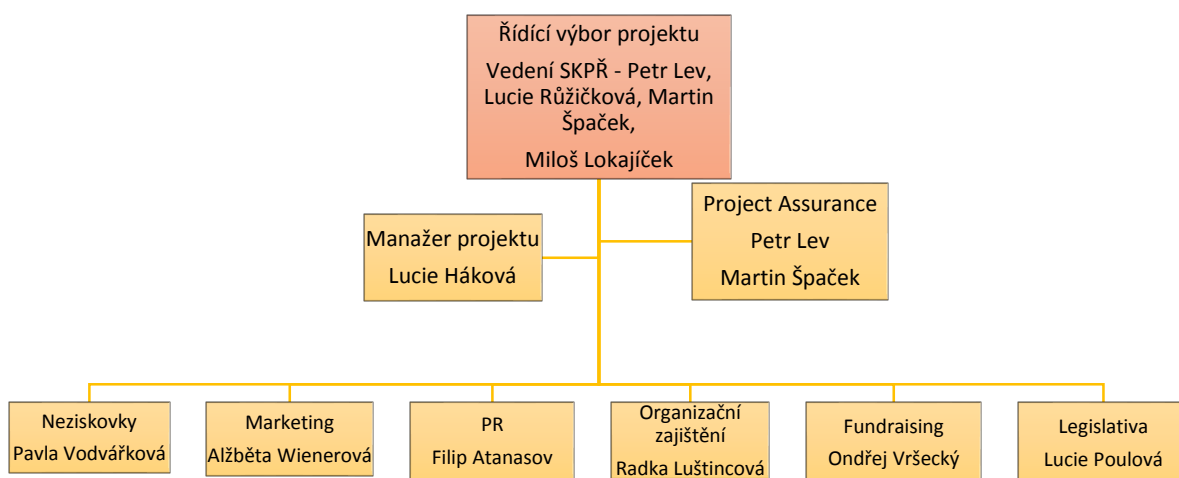 Řídící výbor projektu
Vedení SKPŘ - Petr Lev,
Lucie Růžičková, Martin
Špaček,
Miloš Lokajíček
Manažer projektu
Lucie Háková
Project Assurance
Petr Lev
Martin Špaček
Neziskovky
Pavla Vodvářková
Marketing
Alžběta Wienerová
PR
Filip Atanasov
Organizační
zajištění
Radka Luštincová
Fundraising
Ondřej Vršecký
Legislativa
Lucie Poulová